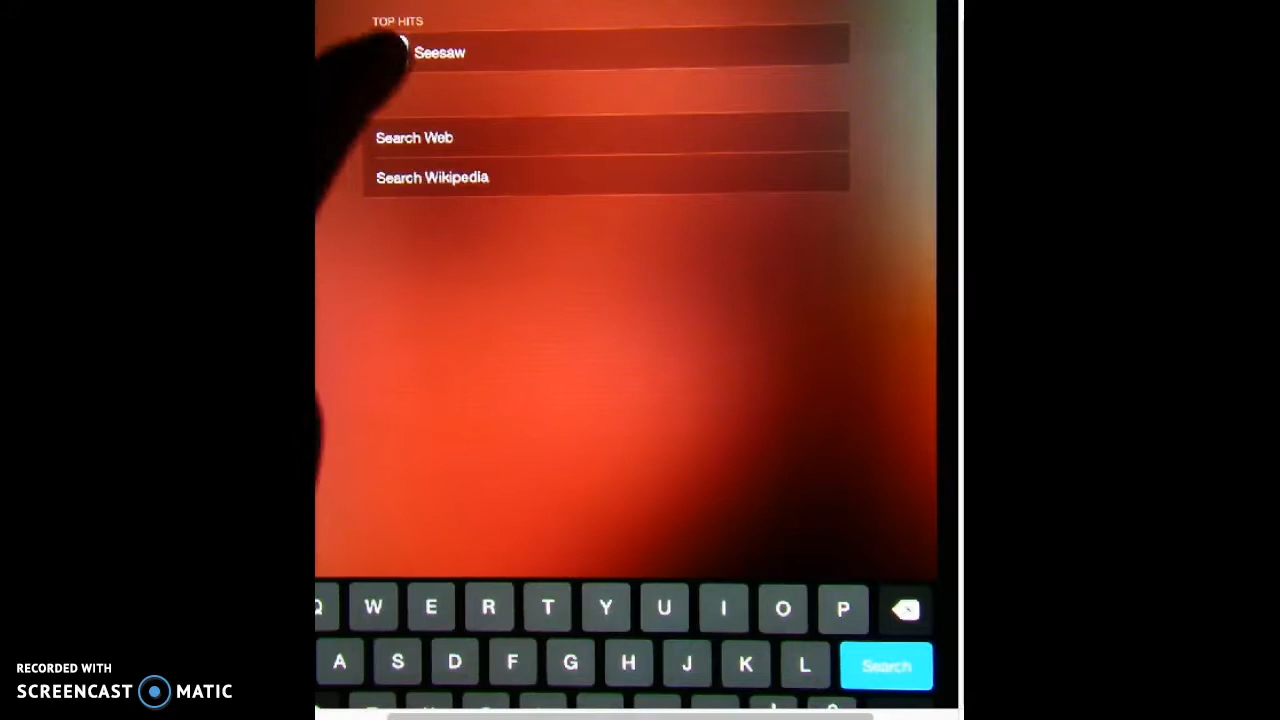 TOP HITS
Seesaw
Search Web
Search Wikipedia
Q W E R T Y U I O P
A S D F G H J K L Search
RECORDED WITH
SCREENCAST MATIC